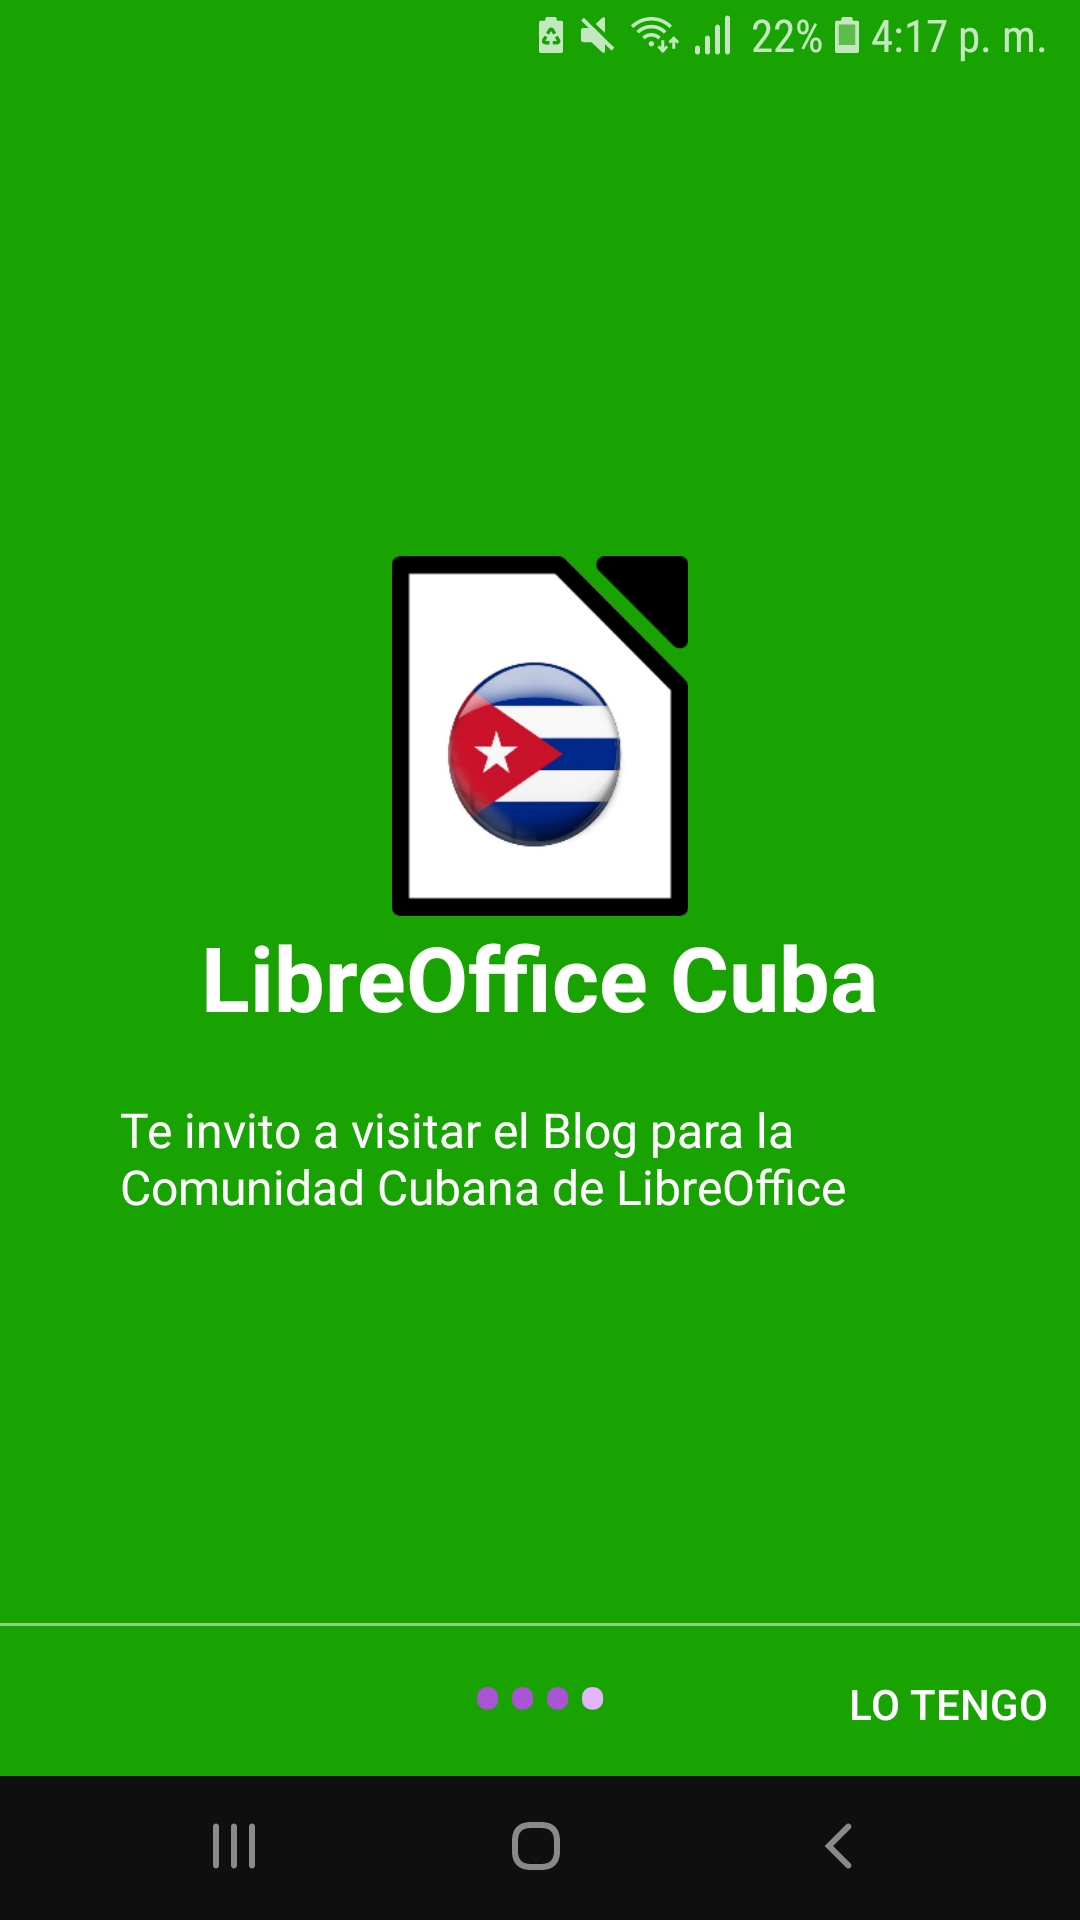 22% 4:17 p. m.
LibreOffice Cuba
Te invito a visitar el Blog para la
Comunidad Cubana de LibreOffice
LO TENGO